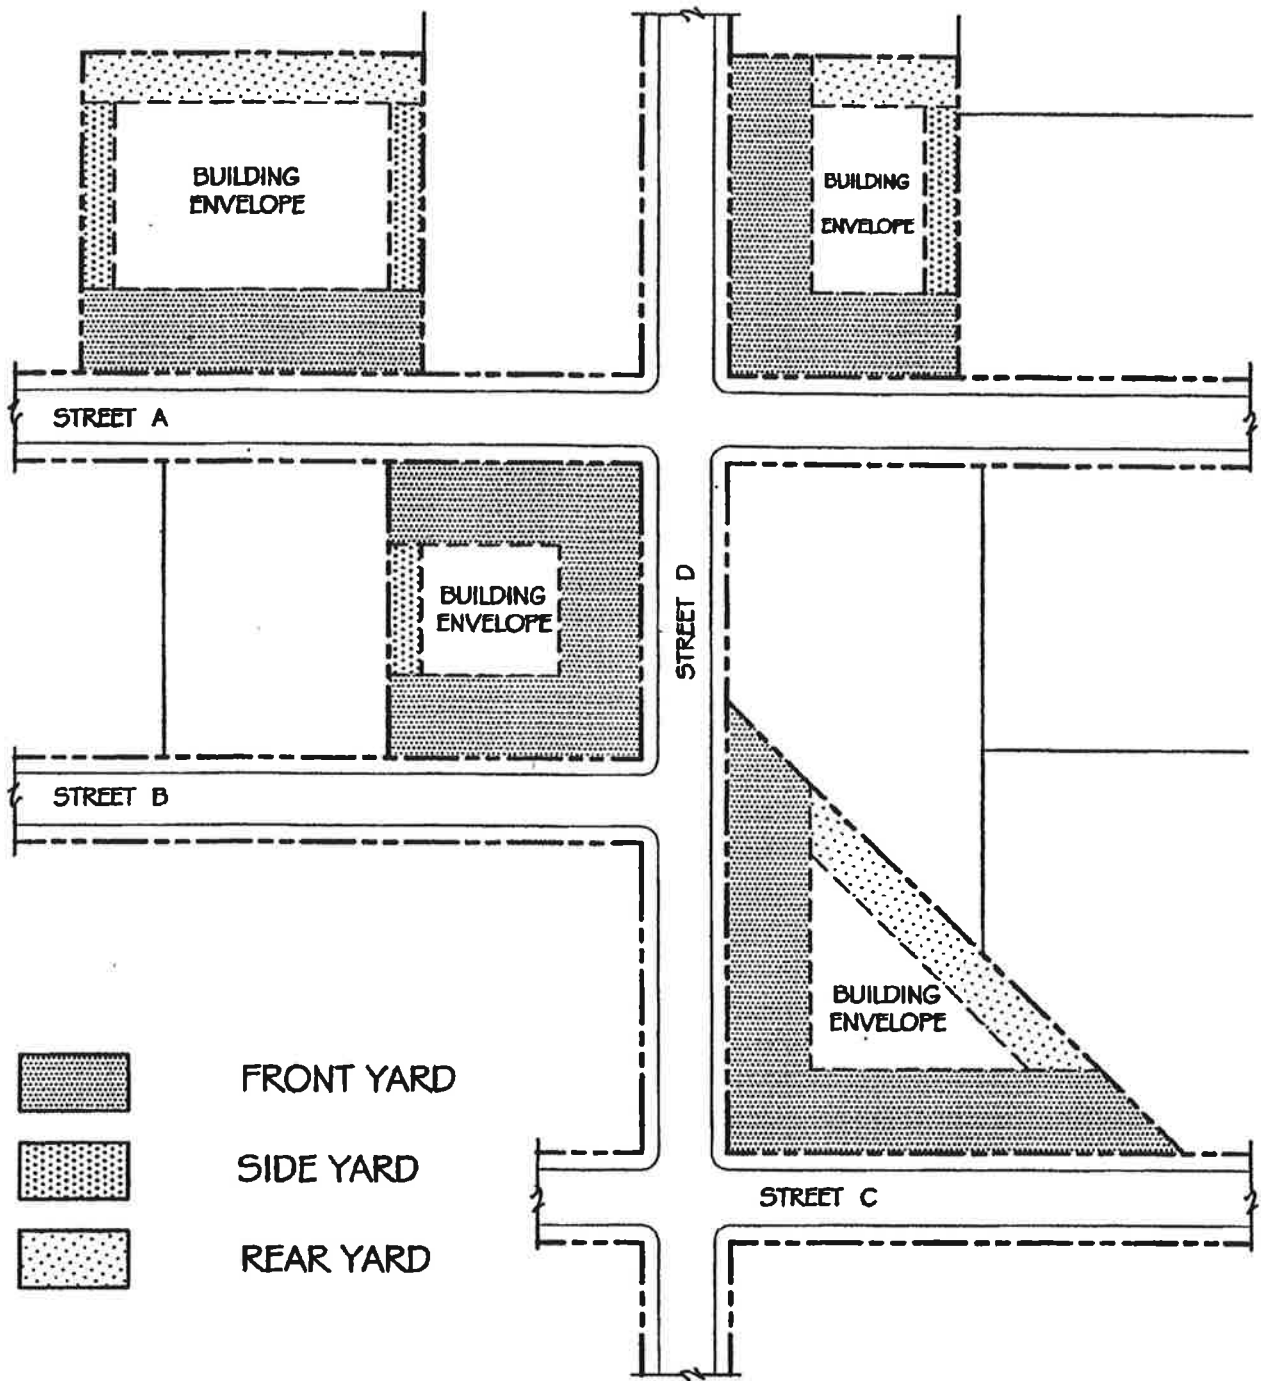 BUILDING
ENVELOPE
BUILDING
ENVELOPE
STREET A
BUILDING
ENVELOPE
STREET D
STREET B
BUILDING
ENVELOPE
FRONT YARD
SIDE YARD
STREET C
REAR YARD